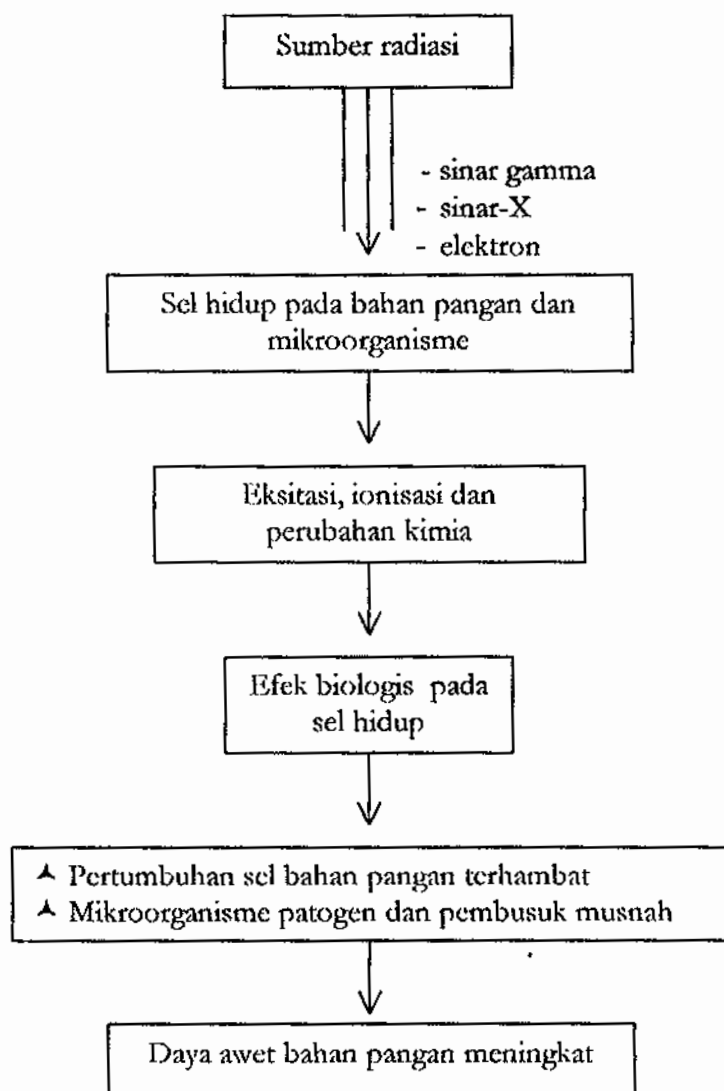 Sumber radiasi
- sinar gamma
- sinar-X
- elektron
Sel hidup pada bahan pangan dan
mikroorganisme
Eksitasi, ionisasi dan
perubahan kimia
Efek biologis pada
sel hidup
Pertumbuhan sel bahan pangan terhambat
Mikroorganisme patogen dan pembusuk musnah
Daya awet bahan pangan meningkat